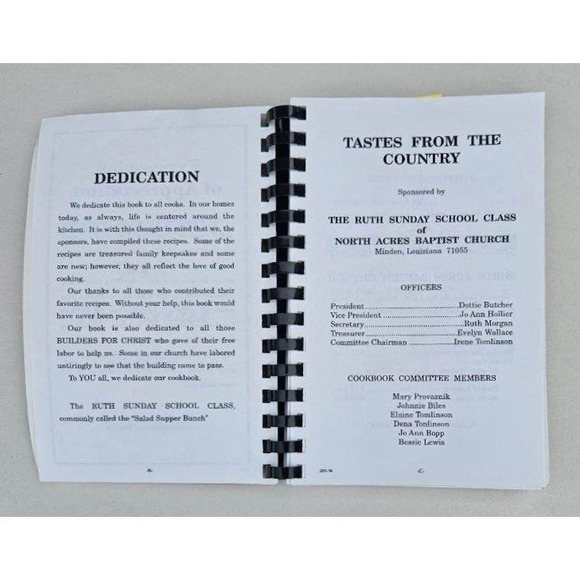 DEDICATION
We dedicate this book to all cooks. In our homes
today, as always, life is centered around the
kitchen. It is with this thought in mind that we, the
sponsors, have compiled these recipes. Some of the
recipes are treasured family keepsakes and some
are new; however, they all reflect the love of good
cooking.
Our thanks to all those who contributed their
favorite recipes. Without your help, this book would
have never been possible.
Our book is also dedicated to all those
BUILDERS FOR CHRIST who gave of their free
labor to help us. Some in our church have labored
untiringly to see that the building came to pass.
To YOU all, we dedicate our cookbook.
The RUTH SUNDAY SCHOOL CLASS,
commonly called the "Salad Supper Bunch"
-B-
TASTES FROM THE
COUNTRY
Sponsored by
THE RUTH SUNDAY SCHOOL CLASS
of
NORTH ACRES BAPTIST CHURCH
Minden, Louisiana 71055
OFFICERS
President Dottie Butcher
Vice President Jo Ann Hollier
Secretary Ruth Morgan
Treasurer Evelyn Wallace
Committee Chairman Irene Tomlinson
COOKBOOK COMMITTEE MEMBERS
Mary Provaznik
Johnnie Biles
Elaine Tomlinson
Dena Tomlinson
Jo Ann Bopp
Bessie Lewis
-C-